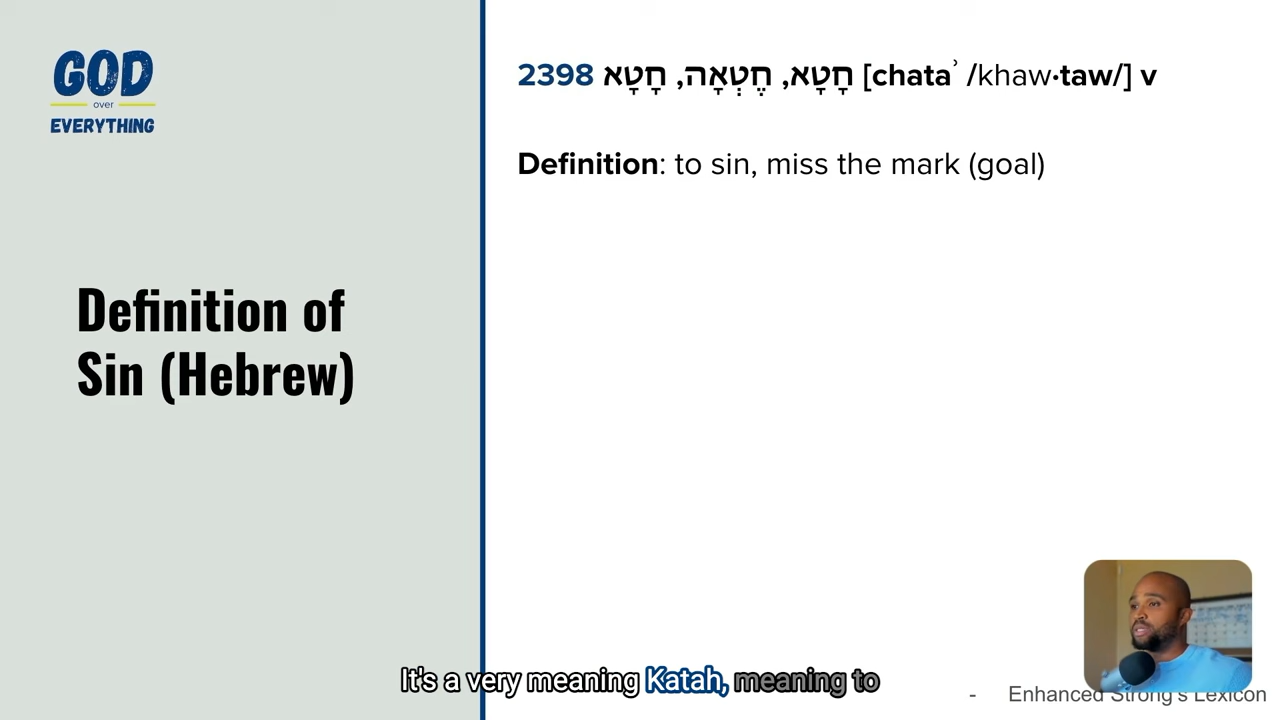 GOD
over
EVERYTHING
Definition of
Sin (Hebrew)
2398 חָטָא, חֶטְאָה, חָטָא [chataʾ /khaw·taw/] v
Definition: to sin, miss the mark (goal)
It's a very meaning Katah, meaning to
- Enhanced Strong's Lexicon